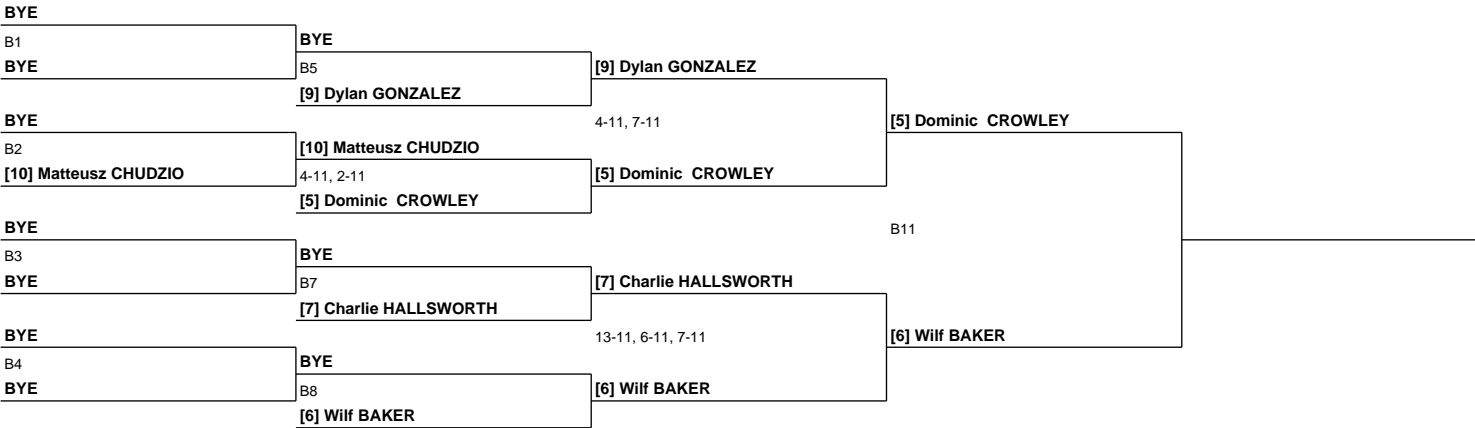 BYE
B1
BYE
BYE
B5
[9] Dylan GONZALEZ
[9] Dylan GONZALEZ
BYE
B2
[10] Matteusz CHUDZIO
[10] Matteusz CHUDZIO
4-11, 2-11
[5] Dominic  CROWLEY
[5] Dominic  CROWLEY
4-11, 7-11
[5] Dominic  CROWLEY
BYE
B3
BYE
BYE
B7
[7] Charlie HALLSWORTH
[7] Charlie HALLSWORTH
BYE
B4
BYE
BYE
B8
[6] Wilf BAKER
[6] Wilf BAKER
13-11, 6-11, 7-11
[6] Wilf BAKER
B11